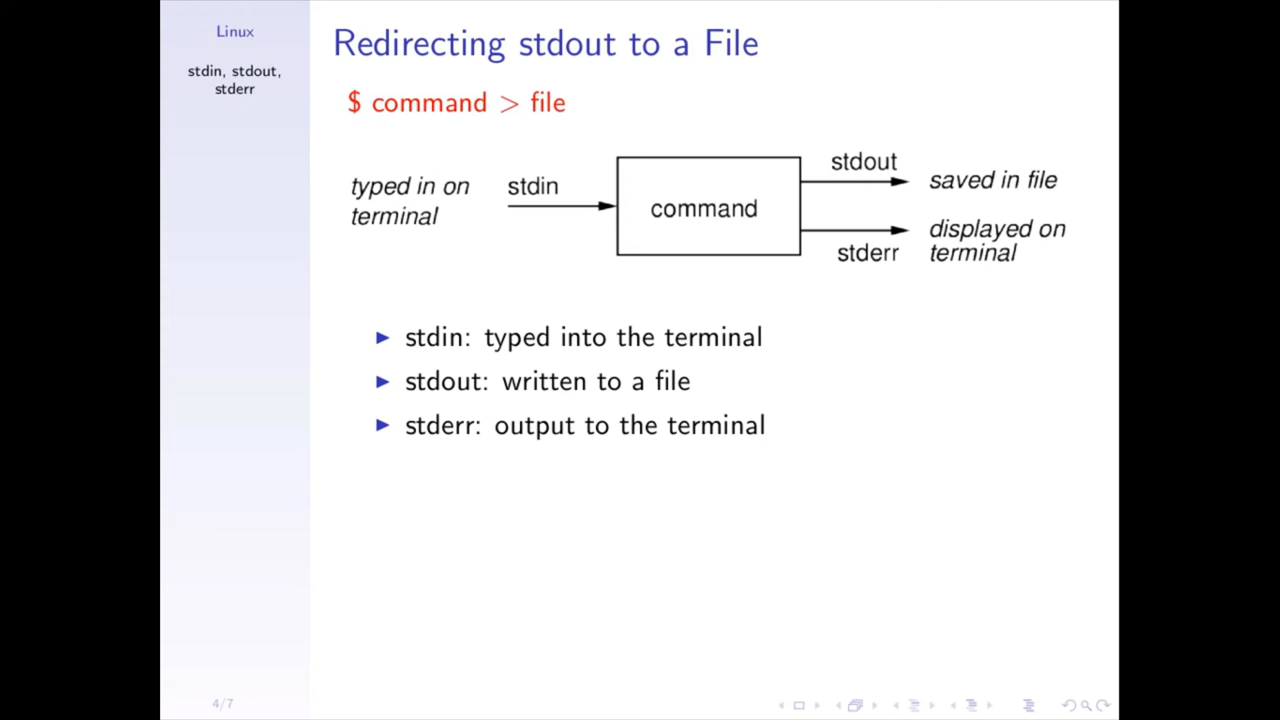 Linux
stdin, stdout,
stderr
Redirecting stdout to a File
$ command > file
typed in on
terminal
stdin
command
stdout
saved in file
stderr
displayed on
terminal
▶ stdin: typed into the terminal
▶ stdout: written to a file
▶ stderr: output to the terminal
4/7